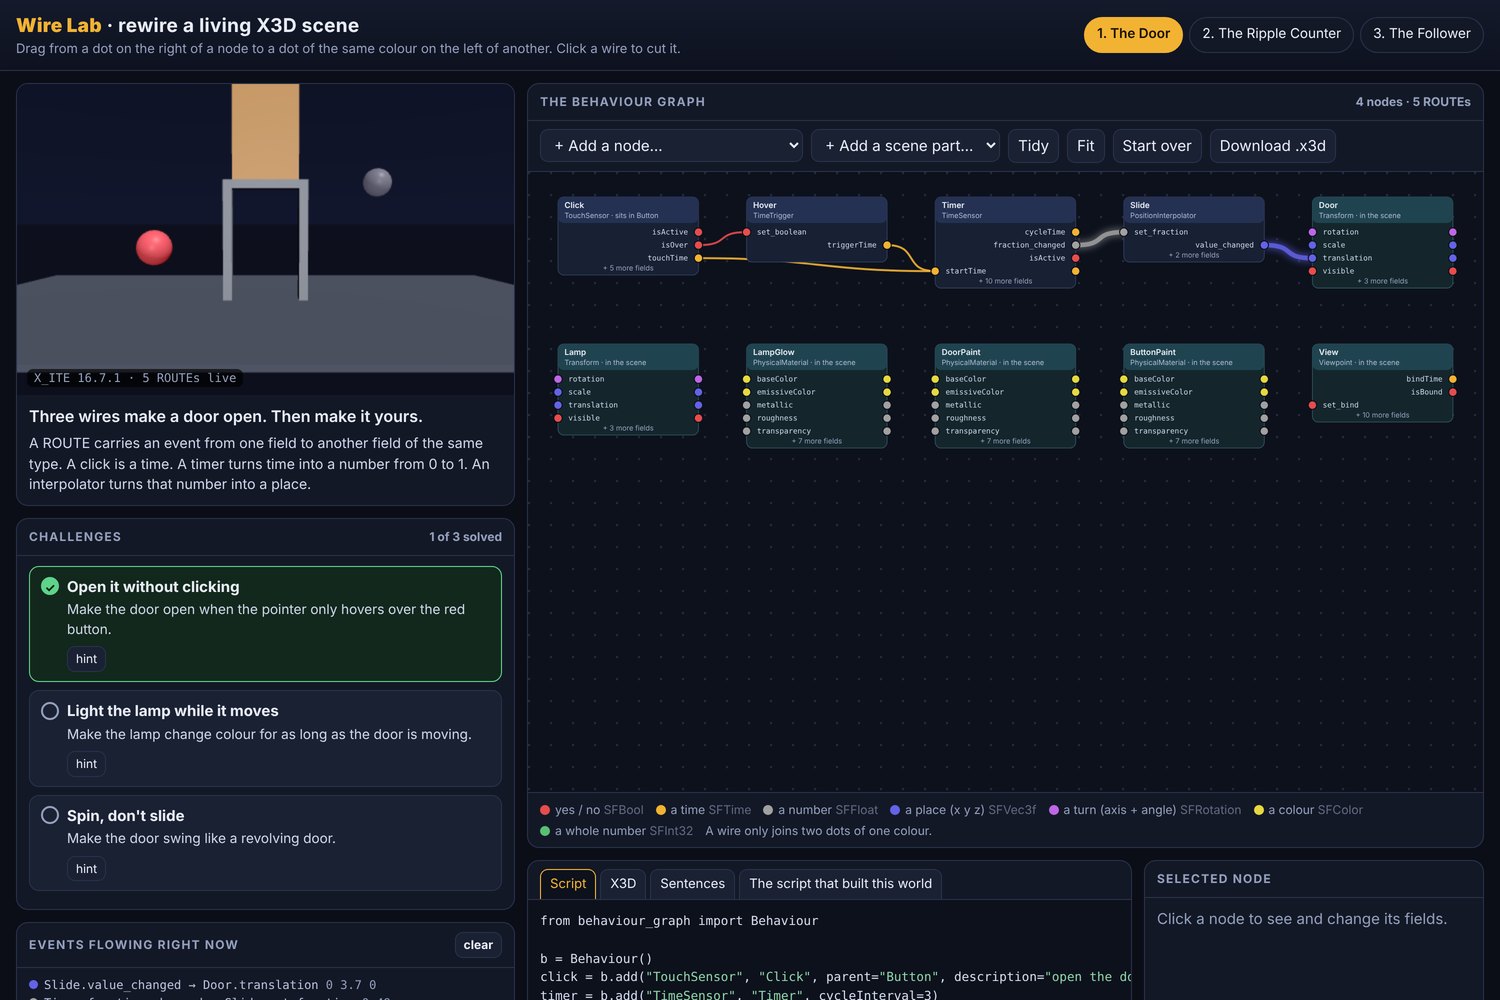 Wire Lab · rewire a living X3D scene
Drag from a dot on the right of a node to a dot of the same colour on the left of another. Click a wire to cut it.
1. The Door
2. The Ripple Counter
3. The Follower
X_ITE 16.7.1 · 5 ROUTEs live
Three wires make a door open. Then make it yours.
A ROUTE carries an event from one field to another field of the same
type. A click is a time. A timer turns time into a number from 0 to 1. An
interpolator turns that number into a place.
CHALLENGES
1 of 3 solved
Open it without clicking
Make the door open when the pointer only hovers over the red
button.
hint
Light the lamp while it moves
Make the lamp change colour for as long as the door is moving.
hint
Spin, don't slide
Make the door swing like a revolving door.
hint
EVENTS FLOWING RIGHT NOW
clear
Slide.value_changed → Door.translation 0 3.7 0
THE BEHAVIOUR GRAPH
4 nodes · 5 ROUTEs
+ Add a node...
+ Add a scene part...
Tidy
Fit
Start over
Download .x3d
Click
TouchSensor · sits in Button
isActive
isOver
touchTime
+ 5 more fields
Hover
TimeTrigger
set_boolean
triggerTime
Timer
TimeSensor
cycleTime
fraction_changed
isActive
startTime
+ 10 more fields
Slide
PositionInterpolator
set_fraction
value_changed
+ 2 more fields
Door
Transform · in the scene
rotation
scale
translation
visible
+ 3 more fields
Lamp
Transform · in the scene
rotation
scale
translation
visible
+ 3 more fields
LampGlow
PhysicalMaterial · in the scene
baseColor
emissiveColor
metallic
roughness
transparency
+ 7 more fields
DoorPaint
PhysicalMaterial · in the scene
baseColor
emissiveColor
metallic
roughness
transparency
+ 7 more fields
ButtonPaint
PhysicalMaterial · in the scene
baseColor
emissiveColor
metallic
roughness
transparency
+ 7 more fields
View
Viewpoint · in the scene
bindTime
isBound
set_bind
+ 10 more fields
yes / no SFBool a time SFTime a number SFFloat a place (x y z) SFVec3f a turn (axis + angle) SFRotation a colour SFColor
a whole number SFInt32 A wire only joins two dots of one colour.
Script
X3D
Sentences
The script that built this world
from behaviour_graph import Behaviour
b = Behaviour()
click = b.add("TouchSensor", "Click", parent="Button", description="open the do
timer = b.add("TimeSensor", "Timer", cycleInterval=3)
SELECTED NODE
Click a node to see and change its fields.